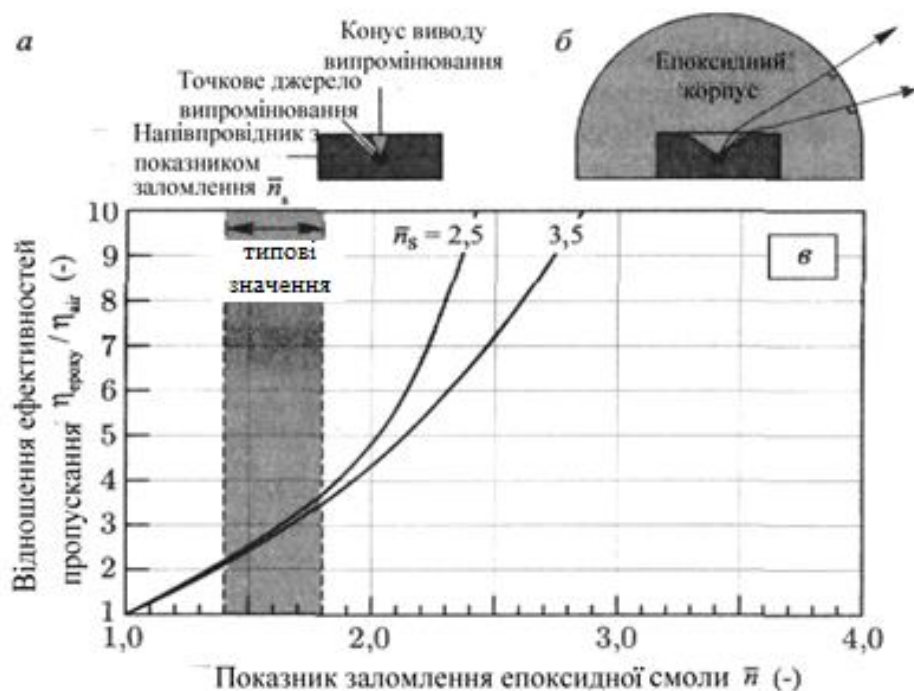 а
Конус виводу
випромінювання
Точкове джерело
випромінювання
Напівпровідник з
показником
заломлення n̅s
б
Епоксидний
корпус
Відношення ефективностей
пропускання ηepoxy / ηair (-)
10
9
8
7
6
5
4
3
2
1
типові
значення
n̅s = 2,5
3,5
в
1,0
2,0
3,0
4,0
Показник заломлення епоксидної смоли n̅ (-)